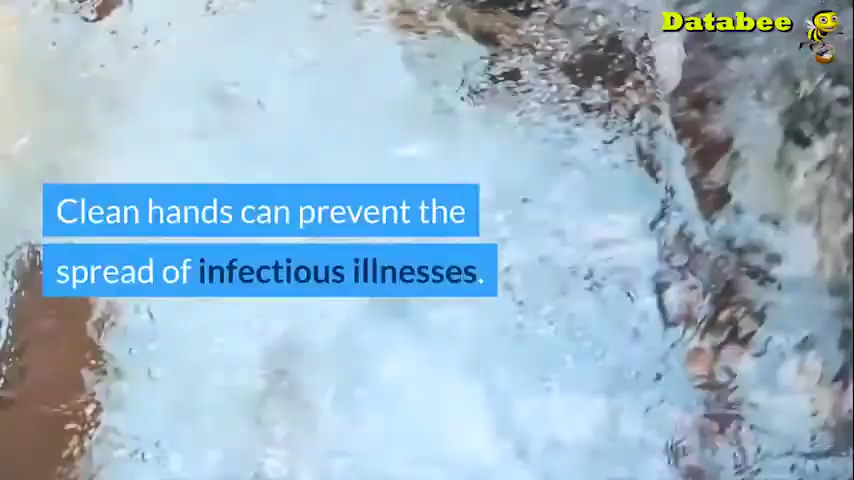 Databee
Clean hands can prevent the
spread of infectious illnesses.